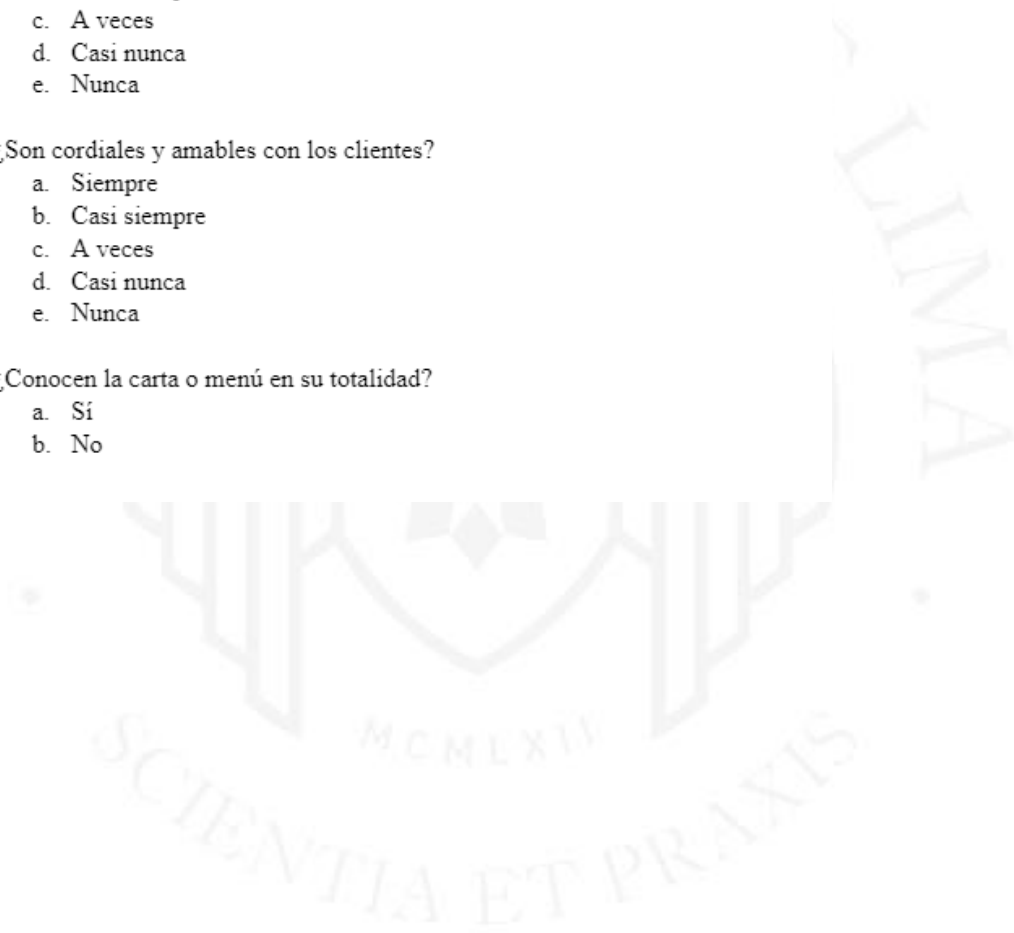 c. A veces
d. Casi nunca
e. Nunca
¿Son cordiales y amables con los clientes?
a. Siempre
b. Casi siempre
c. A veces
d. Casi nunca
e. Nunca
¿Conocen la carta o menú en su totalidad?
a. Sí
b. No
LIMA
MCMLXII
SCIENTIA ET PRAXIS